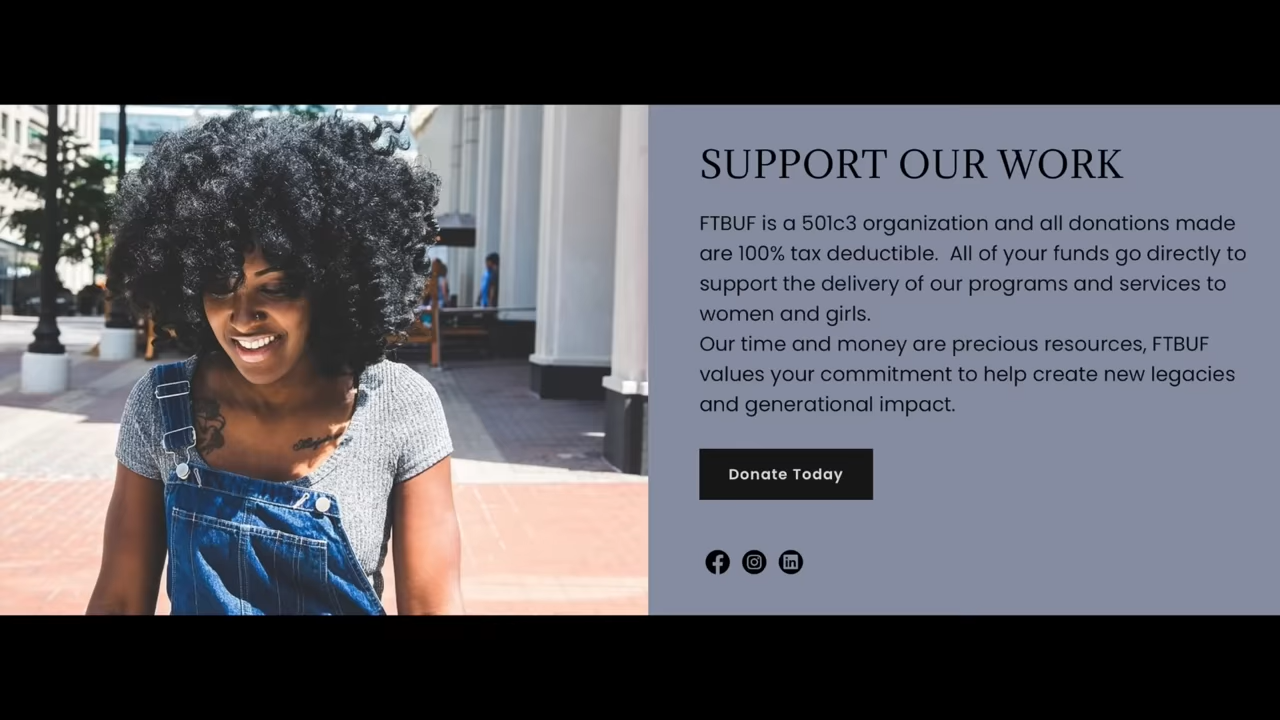 SUPPORT OUR WORK
FTBUF is a 501c3 organization and all donations made
are 100% tax deductible.  All of your funds go directly to
support the delivery of our programs and services to
women and girls.
Our time and money are precious resources, FTBUF
values your commitment to help create new legacies
and generational impact.
Donate Today